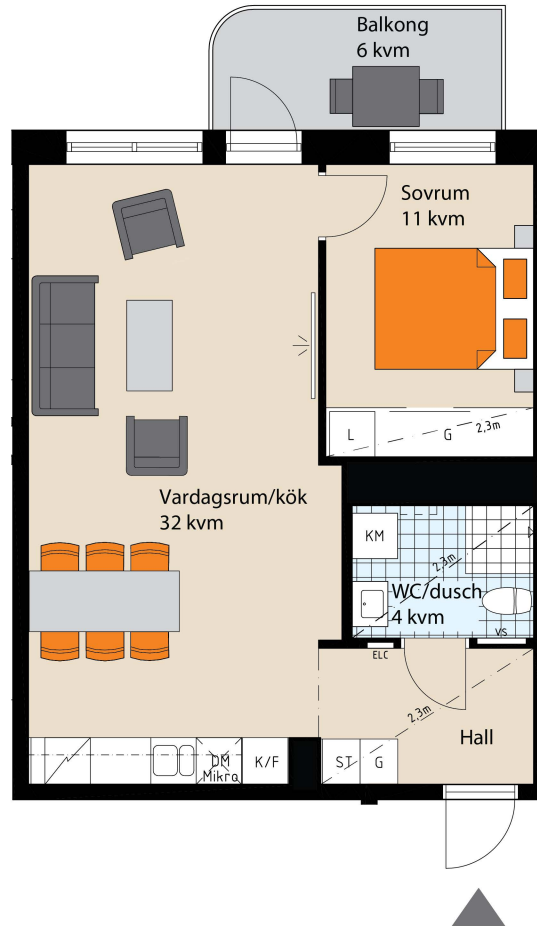 Balkong
6 kvm
Sovrum
11 kvm
L
G
2,3m
Vardagsrum/kök
32 kvm
KM
2,3m
WC/dusch
4 kvm
VS
ELC
2,3m
Hall
DM
Mikro
K/F
ST
G